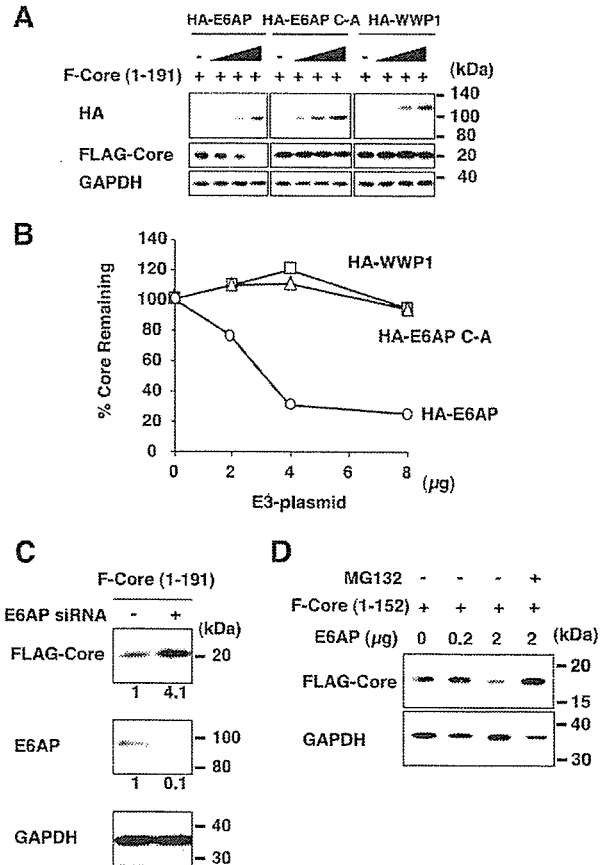 A
HA-E6AP HA-E6AP C-A HA-WWP1
- - -
F-Core (1-191) + + + + + + + + + + + + (kDa)
HA
140
100
80
FLAG-Core
20
GAPDH
40
B
140
120
100
80
60
40
20
0
% Core Remaining
HA-WWP1
HA-E6AP C-A
HA-E6AP
0 2 4 6 8 (µg)
E3-plasmid
C
F-Core (1-191)
E6AP siRNA - + (kDa)
FLAG-Core
20
1 4.1
E6AP
100
80
1 0.1
GAPDH
40
30
D
MG132 - - - +
F-Core (1-152) + + + +
E6AP (µg) 0 0.2 2 2 (kDa)
FLAG-Core
20
15
GAPDH
40
30